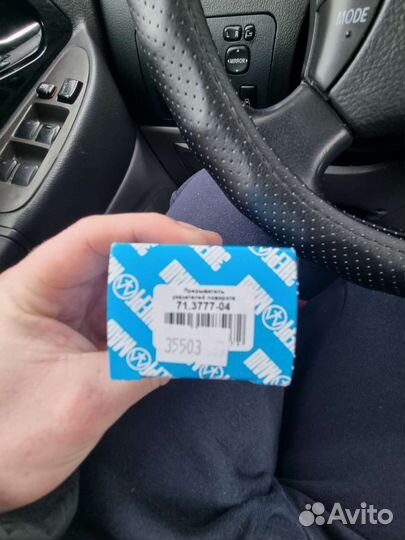 MODE
MIRROR
Прерыватель
указателей поворота
71.3777-04
35503
Avito